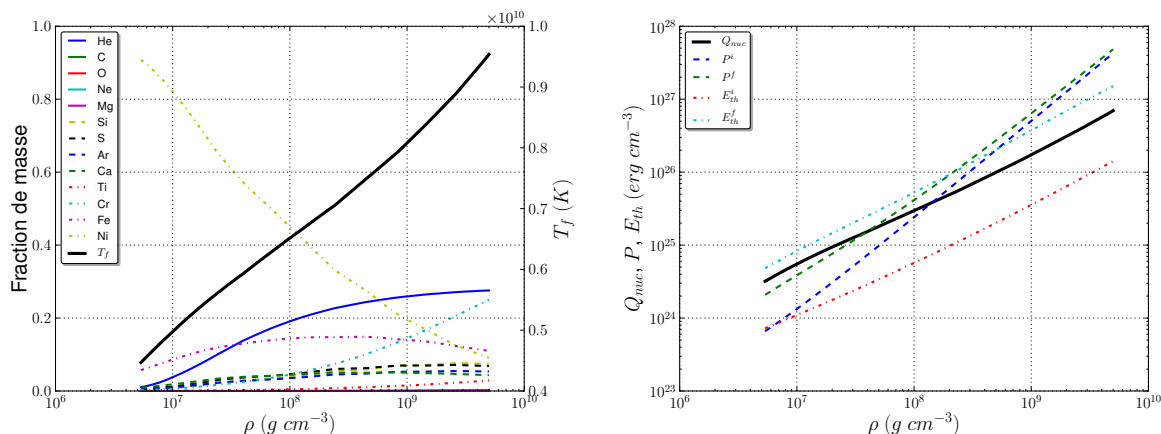 ×10^10
1.0
0.8
0.6
0.4
0.2
0.0
Fraction de masse
He
C
O
Ne
Mg
Si
S
Ar
Ca
Ti
Cr
Fe
Ni
T_f
1.0
0.9
0.8
0.7
0.6
0.5
0.4
T_f (K)
10^6
10^7
10^8
10^9
10^10
ρ (g cm^−3)
10^28
10^27
10^26
10^25
10^24
10^23
Q_nuc, P, E_th (erg cm^−3)
Q_nuc
P^i
P^f
E^i_th
E^f_th
10^6
10^7
10^8
10^9
10^10
ρ (g cm^−3)